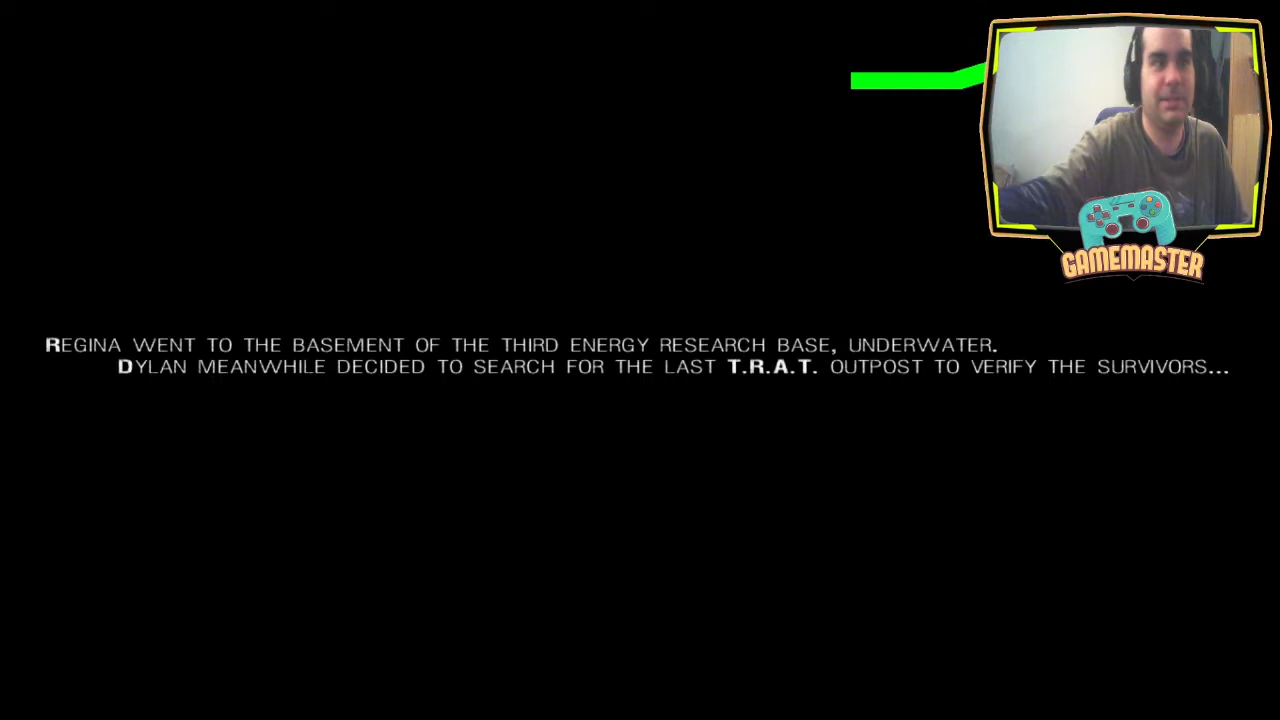 GAMEMASTER
REGINA WENT TO THE BASEMENT OF THE THIRD ENERGY RESEARCH BASE, UNDERWATER.
DYLAN MEANWHILE DECIDED TO SEARCH FOR THE LAST T.R.A.T. OUTPOST TO VERIFY THE SURVIVORS...